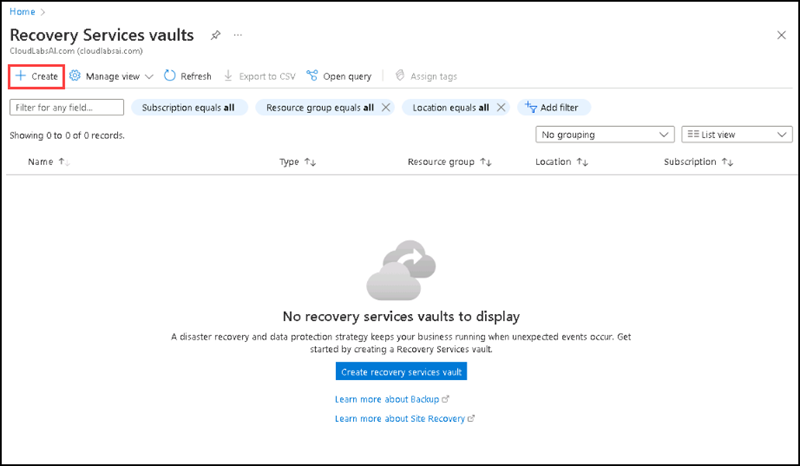 Home >
Recovery Services vaults
CloudLabsAI.com (cloudlabsai.com)
Create Manage view Refresh Export to CSV Open query Assign tags
Filter for any field... Subscription equals all Resource group equals all Location equals all Add filter
Showing 0 to 0 of 0 records. No grouping List view
Name Type Resource group Location Subscription
No recovery services vaults to display
A disaster recovery and data protection strategy keeps your business running when unexpected events occur. Get
started by creating a Recovery Services vault.
Create recovery services vault
Learn more about Backup
Learn more about Site Recovery